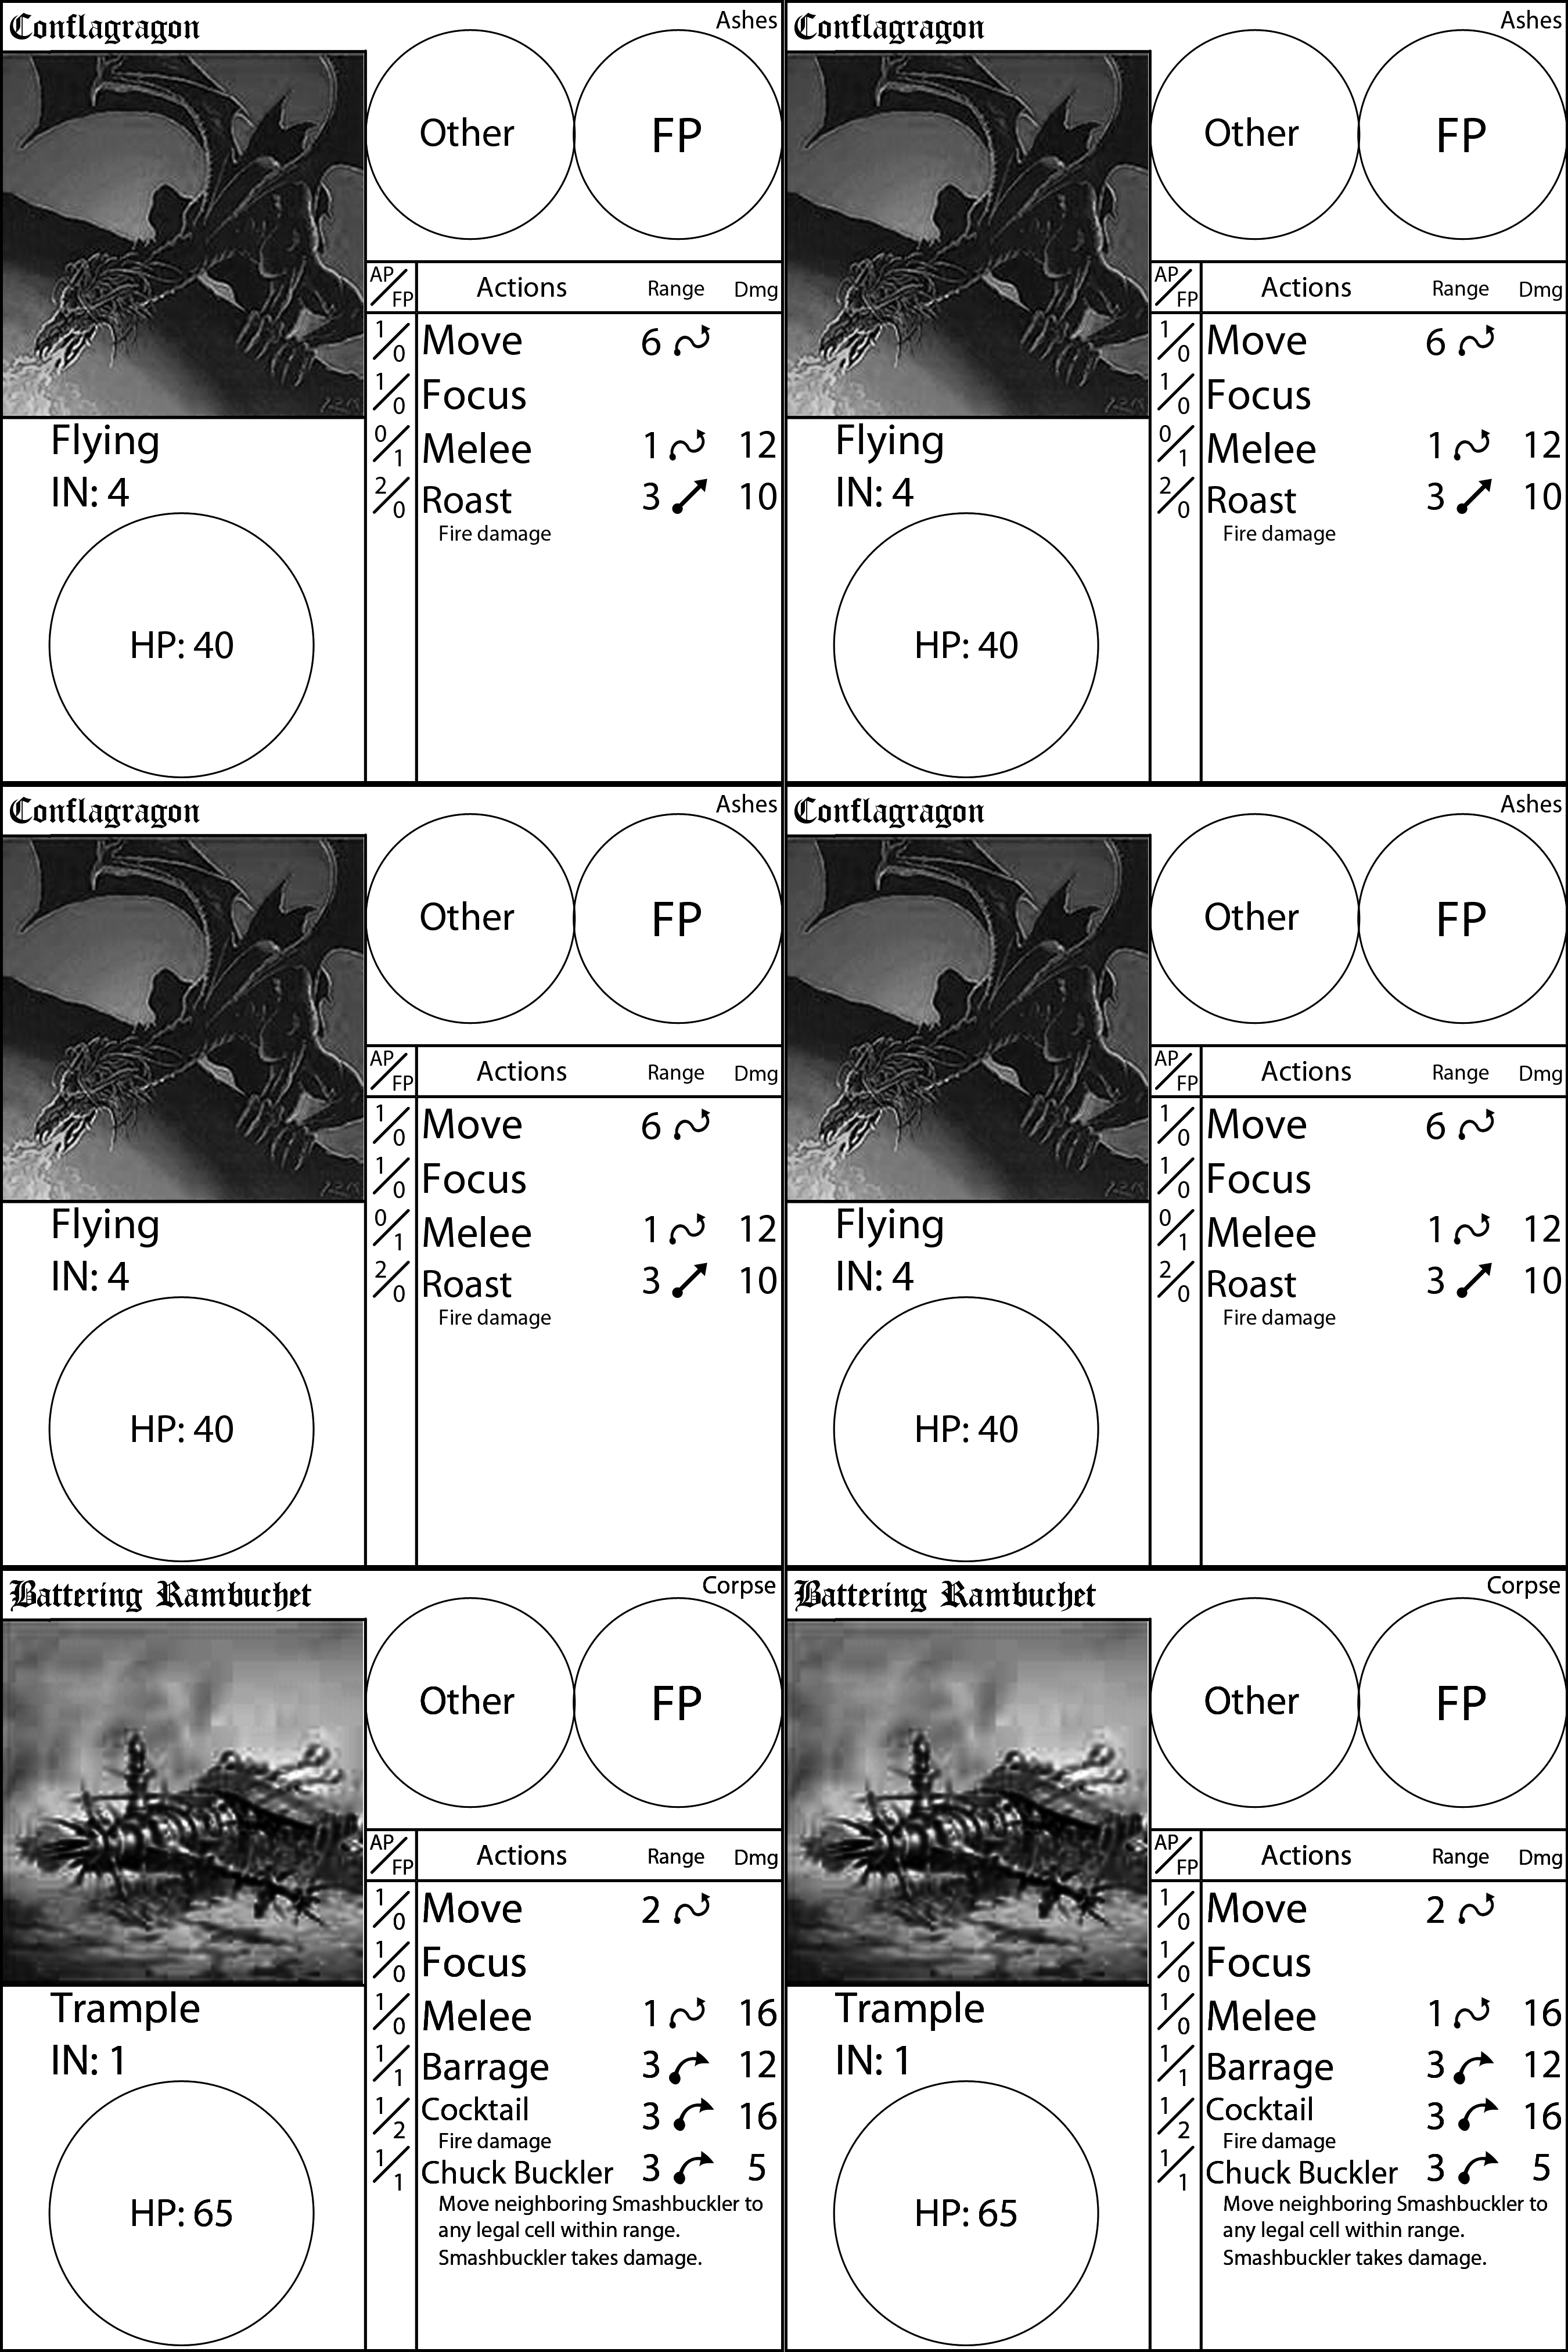 Conflagragon Ashes
Other FP
AP/FP Actions Range Dmg
1/0 Move 6
1/0 Focus
0/1 Melee 1 12
2/0 Roast 3 10
Fire damage
Flying
IN: 4
HP: 40
Conflagragon Ashes
Other FP
AP/FP Actions Range Dmg
1/0 Move 6
1/0 Focus
0/1 Melee 1 12
2/0 Roast 3 10
Fire damage
Flying
IN: 4
HP: 40
Conflagragon Ashes
Other FP
AP/FP Actions Range Dmg
1/0 Move 6
1/0 Focus
0/1 Melee 1 12
2/0 Roast 3 10
Fire damage
Flying
IN: 4
HP: 40
Conflagragon Ashes
Other FP
AP/FP Actions Range Dmg
1/0 Move 6
1/0 Focus
0/1 Melee 1 12
2/0 Roast 3 10
Fire damage
Flying
IN: 4
HP: 40
Battering Rambuchet Corpse
Other FP
AP/FP Actions Range Dmg
1/0 Move 2
1/0 Focus
1/0 Melee 1 16
1/1 Barrage 3 12
1/2 Cocktail 3 16
Fire damage
1/1 Chuck Buckler 3 5
Move neighboring Smashbuckler to
any legal cell within range.
Smashbuckler takes damage.
Trample
IN: 1
HP: 65
Battering Rambuchet Corpse
Other FP
AP/FP Actions Range Dmg
1/0 Move 2
1/0 Focus
1/0 Melee 1 16
1/1 Barrage 3 12
1/2 Cocktail 3 16
Fire damage
1/1 Chuck Buckler 3 5
Move neighboring Smashbuckler to
any legal cell within range.
Smashbuckler takes damage.
Trample
IN: 1
HP: 65